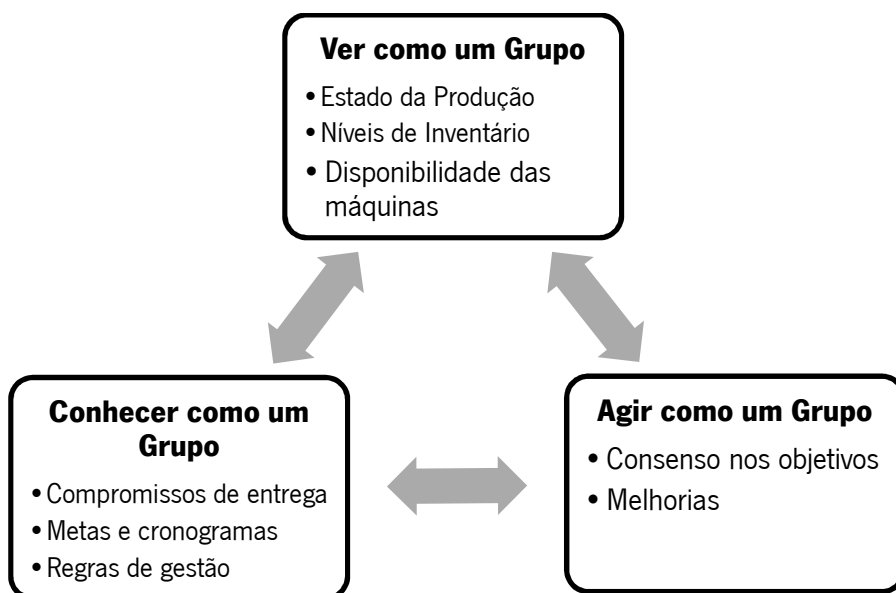 Ver como um Grupo
• Estado da Produção
• Níveis de Inventário
• Disponibilidade das
máquinas
Conhecer como um
Grupo
• Compromissos de entrega
• Metas e cronogramas
• Regras de gestão
Agir como um Grupo
• Consenso nos objetivos
• Melhorias